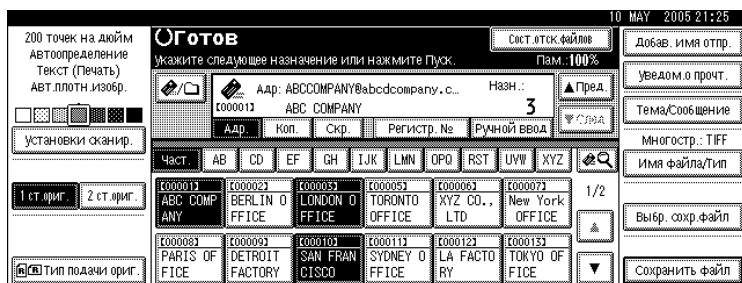 10 MAY 2005 21:25
200 точек на дюйм
Автоопределение
Текст (Печать)
Авт.плотн.изобр.
Установки сканир.
1 ст.ориг. 2 ст.ориг.
Тип подачи ориг.
Готов
Сост.отск.файлов
Укажите следующее назначение или нажмите Пуск.
Пам.:100%
Адр: ABCCOMPANY@abcdcompany.c...
Назн.:
[00001] ABC COMPANY
3
▲Пред.
▼След.
Адр. Коп. Скр. Регистр. № Ручной ввод
Част. AB CD EF GH IJK LMN OPQ RST UVW XYZ
[00001] [00002] [00003] [00005] [00006] [00007]
ABC COMP BERLIN O LONDON O TORONTO XYZ CO., New York
ANY FFICE FFICE OFFICE LTD OFFICE
1/2
[00008] [00009] [00010] [00011] [00012] [00013]
PARIS OF DETROIT SAN FRAN SYDNEY O LA FACTO TOKYO OF
FICE FACTORY CISCO FFICE RY FICE
Добав. имя отпр.
Уведом.о прочт.
Тема/Сообщение
Многостр.: TIFF
Имя файла/Тип
Выбр. сохр.файл
Сохранить файл